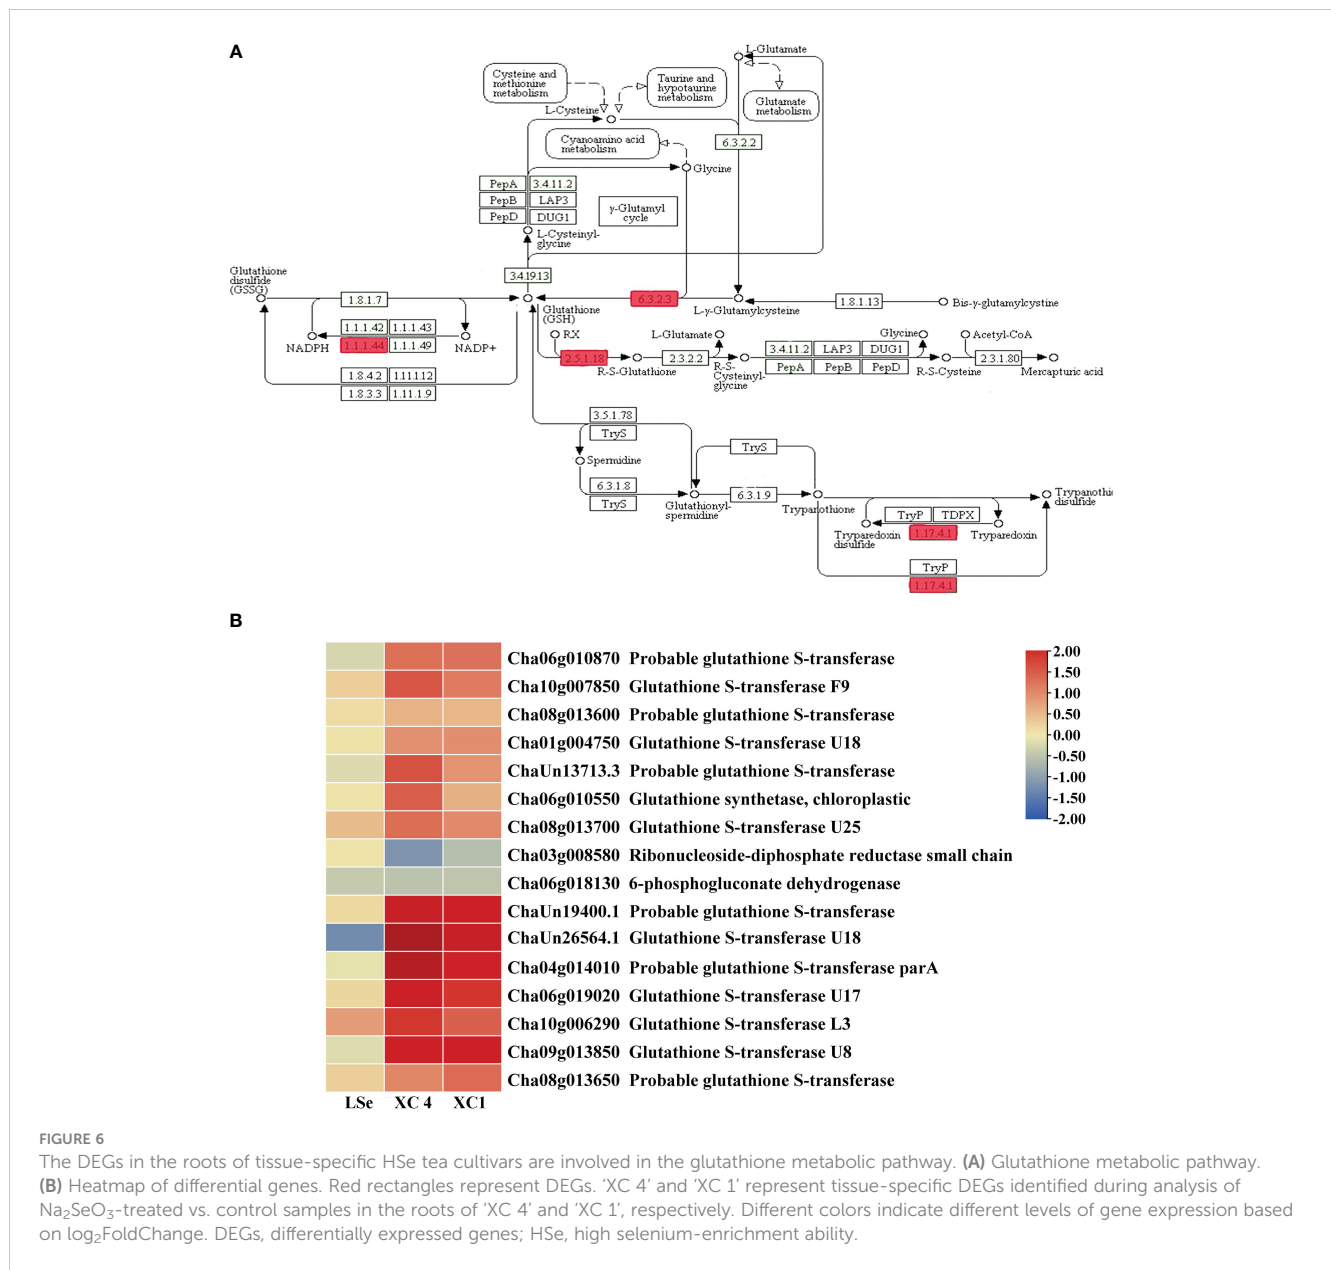 A
L-Glutamate
Cysteine and
methionine
metabolism
Taurine and
hypotaurine
metabolism
Glutamate
metabolism
L-Cysteine
6.3.2.2
Cyanoamino acid
metabolism
Glycine
PepA 3.4.11.2
PepB LAP3
PepD DUG1
γ-Glutamyl
cycle
L-Cysteinyl-
glycine
3.4.19.13
Glutathione
disulfide
(GSSG)
1.8.1.7
Glutathione
(GSH)
6.3.2.3
L-γ-Glutamylcysteine
1.8.1.13
Bis-γ-glutamylcystine
1.1.1.42 1.1.1.43
1.1.1.44 1.1.1.49
NADPH
NADP+
1.8.4.2 1.11.1.12
1.8.3.3 1.11.1.9
RX
2.5.1.18
R-S-Glutathione
L-Glutamate
2.3.2.2
R-S-
Cysteinyl-
glycine
3.4.11.2 LAP3 DUG1
PepA PepB PepD
Glycine
R-S-Cysteine
Acetyl-CoA
2.3.1.80
Mercapturic acid
3.5.1.78
TryS
Spermidine
6.3.1.8
TryS
Glutathionyl-
spermidine
TryS
6.3.1.9
Trypanothione
Trypanothi
disulfide
TryP TDPX
1.17.4.1
Tryparedoxin
disulfide
Tryparedoxin
TryP
1.17.4.1
B
Cha06g010870 Probable glutathione S-transferase
Cha10g007850 Glutathione S-transferase F9
Cha08g013600 Probable glutathione S-transferase
Cha01g004750 Glutathione S-transferase U18
ChaUn13713.3 Probable glutathione S-transferase
Cha06g010550 Glutathione synthetase, chloroplastic
Cha08g013700 Glutathione S-transferase U25
Cha03g008580 Ribonucleoside-diphosphate reductase small chain
Cha06g018130 6-phosphogluconate dehydrogenase
ChaUn19400.1 Probable glutathione S-transferase
ChaUn26564.1 Glutathione S-transferase U18
Cha04g014010 Probable glutathione S-transferase parA
Cha06g019020 Glutathione S-transferase U17
Cha10g006290 Glutathione S-transferase L3
Cha09g013850 Glutathione S-transferase U8
Cha08g013650 Probable glutathione S-transferase
LSe XC 4 XC1
2.00
1.50
1.00
0.50
0.00
-0.50
-1.00
-1.50
-2.00
FIGURE 6
The DEGs in the roots of tissue-specific HSe tea cultivars are involved in the glutathione metabolic pathway. (A) Glutathione metabolic pathway.
(B) Heatmap of differential genes. Red rectangles represent DEGs. ‘XC 4’ and ‘XC 1’ represent tissue-specific DEGs identified during analysis of
Na₂SeO₃-treated vs. control samples in the roots of ‘XC 4’ and ‘XC 1’, respectively. Different colors indicate different levels of gene expression based
on log₂FoldChange. DEGs, differentially expressed genes; HSe, high selenium-enrichment ability.